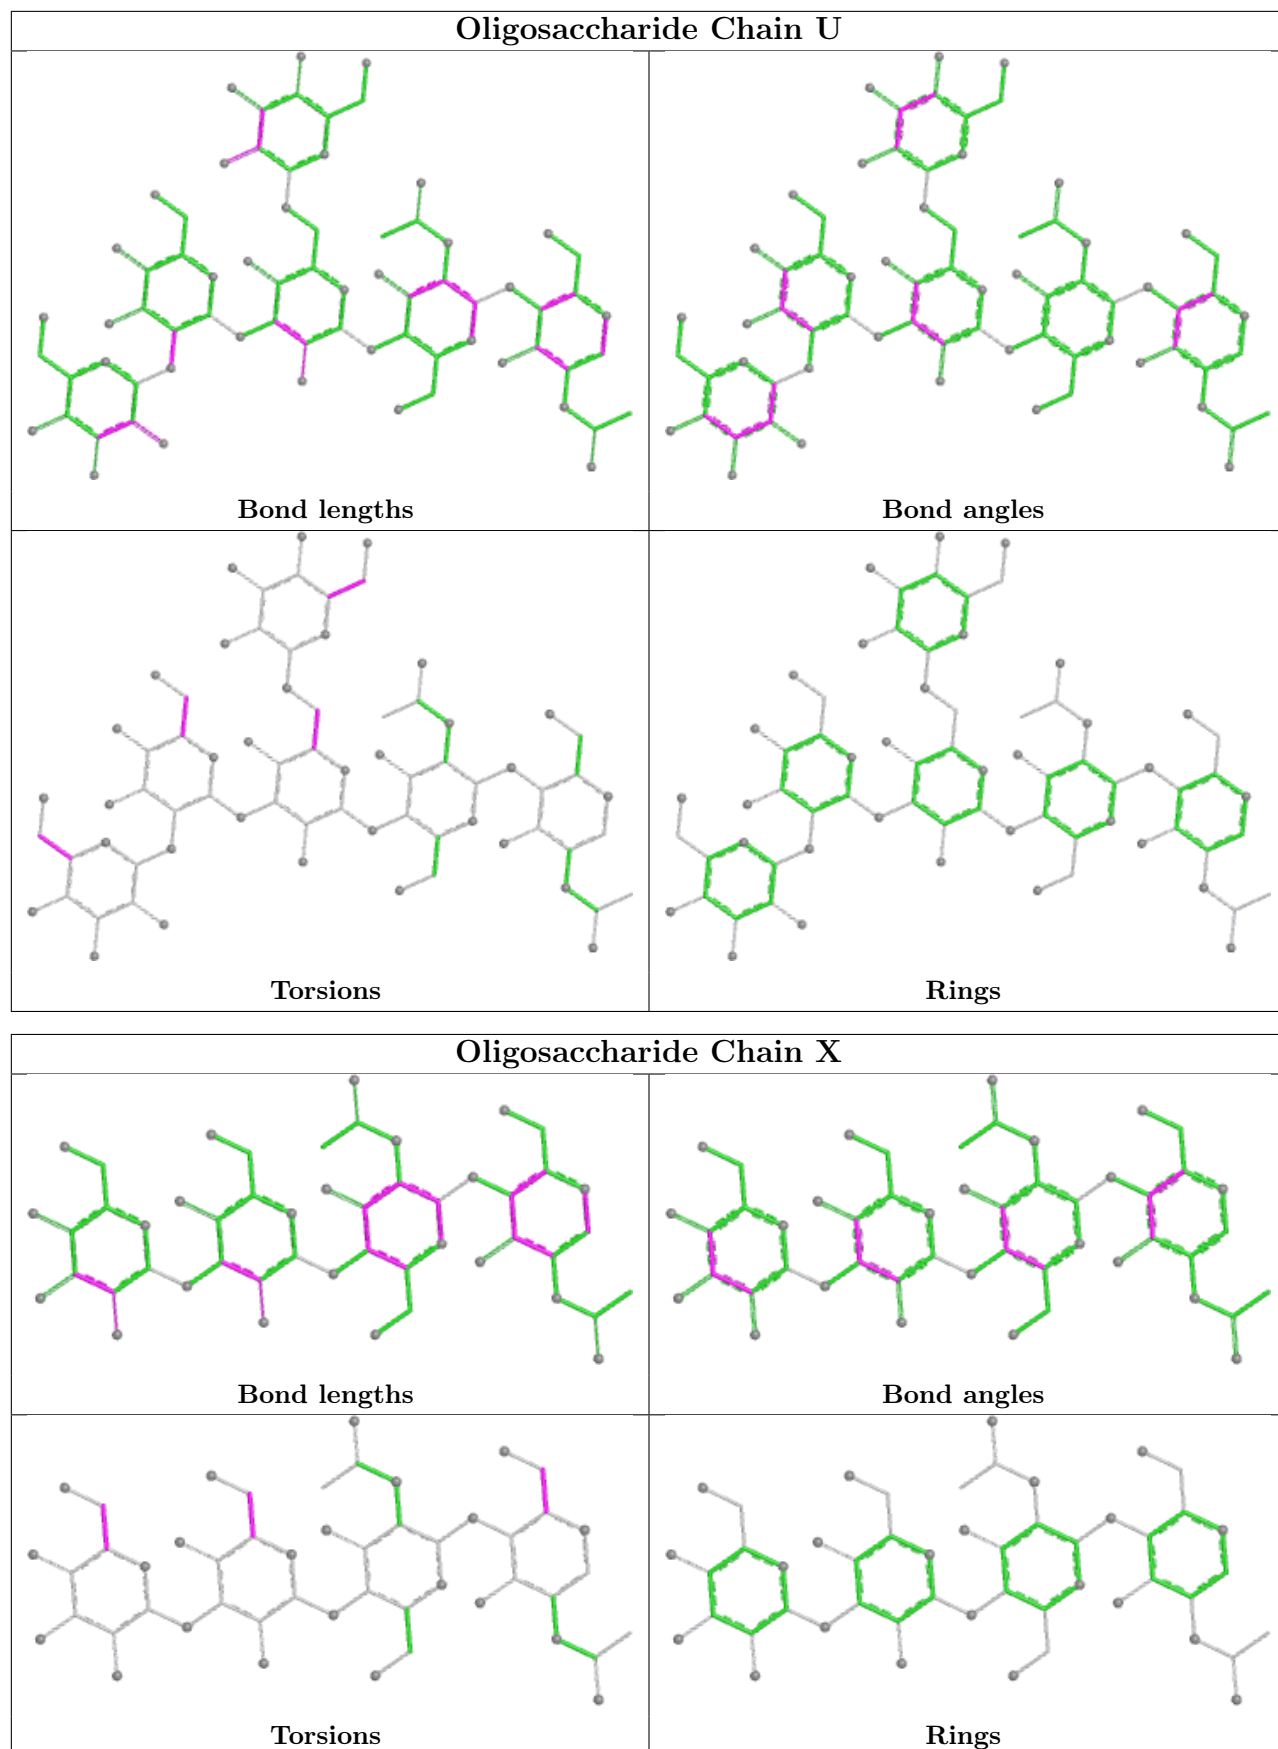 Oligosaccharide Chain U
Bond lengths
Bond angles
Torsions
Rings
Oligosaccharide Chain X
Bond lengths
Bond angles
Torsions
Rings